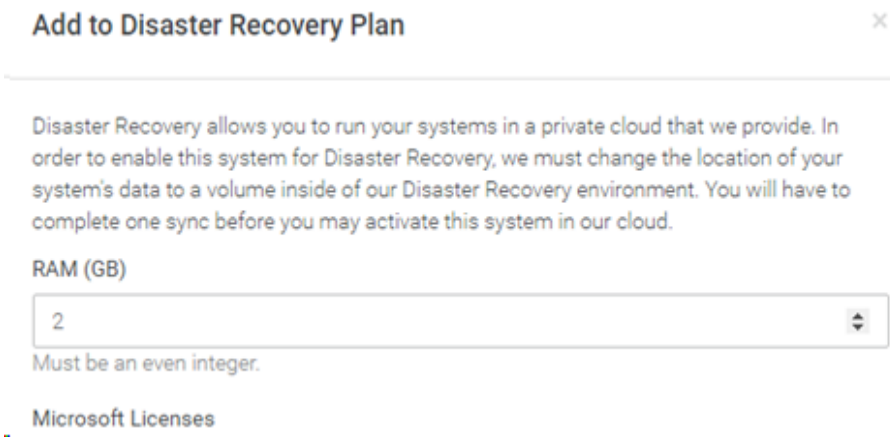 Add to Disaster Recovery Plan
×
Disaster Recovery allows you to run your systems in a private cloud that we provide. In
order to enable this system for Disaster Recovery, we must change the location of your
system's data to a volume inside of our Disaster Recovery environment. You will have to
complete one sync before you may activate this system in our cloud.
RAM (GB)
2
Must be an even integer.
Microsoft Licenses